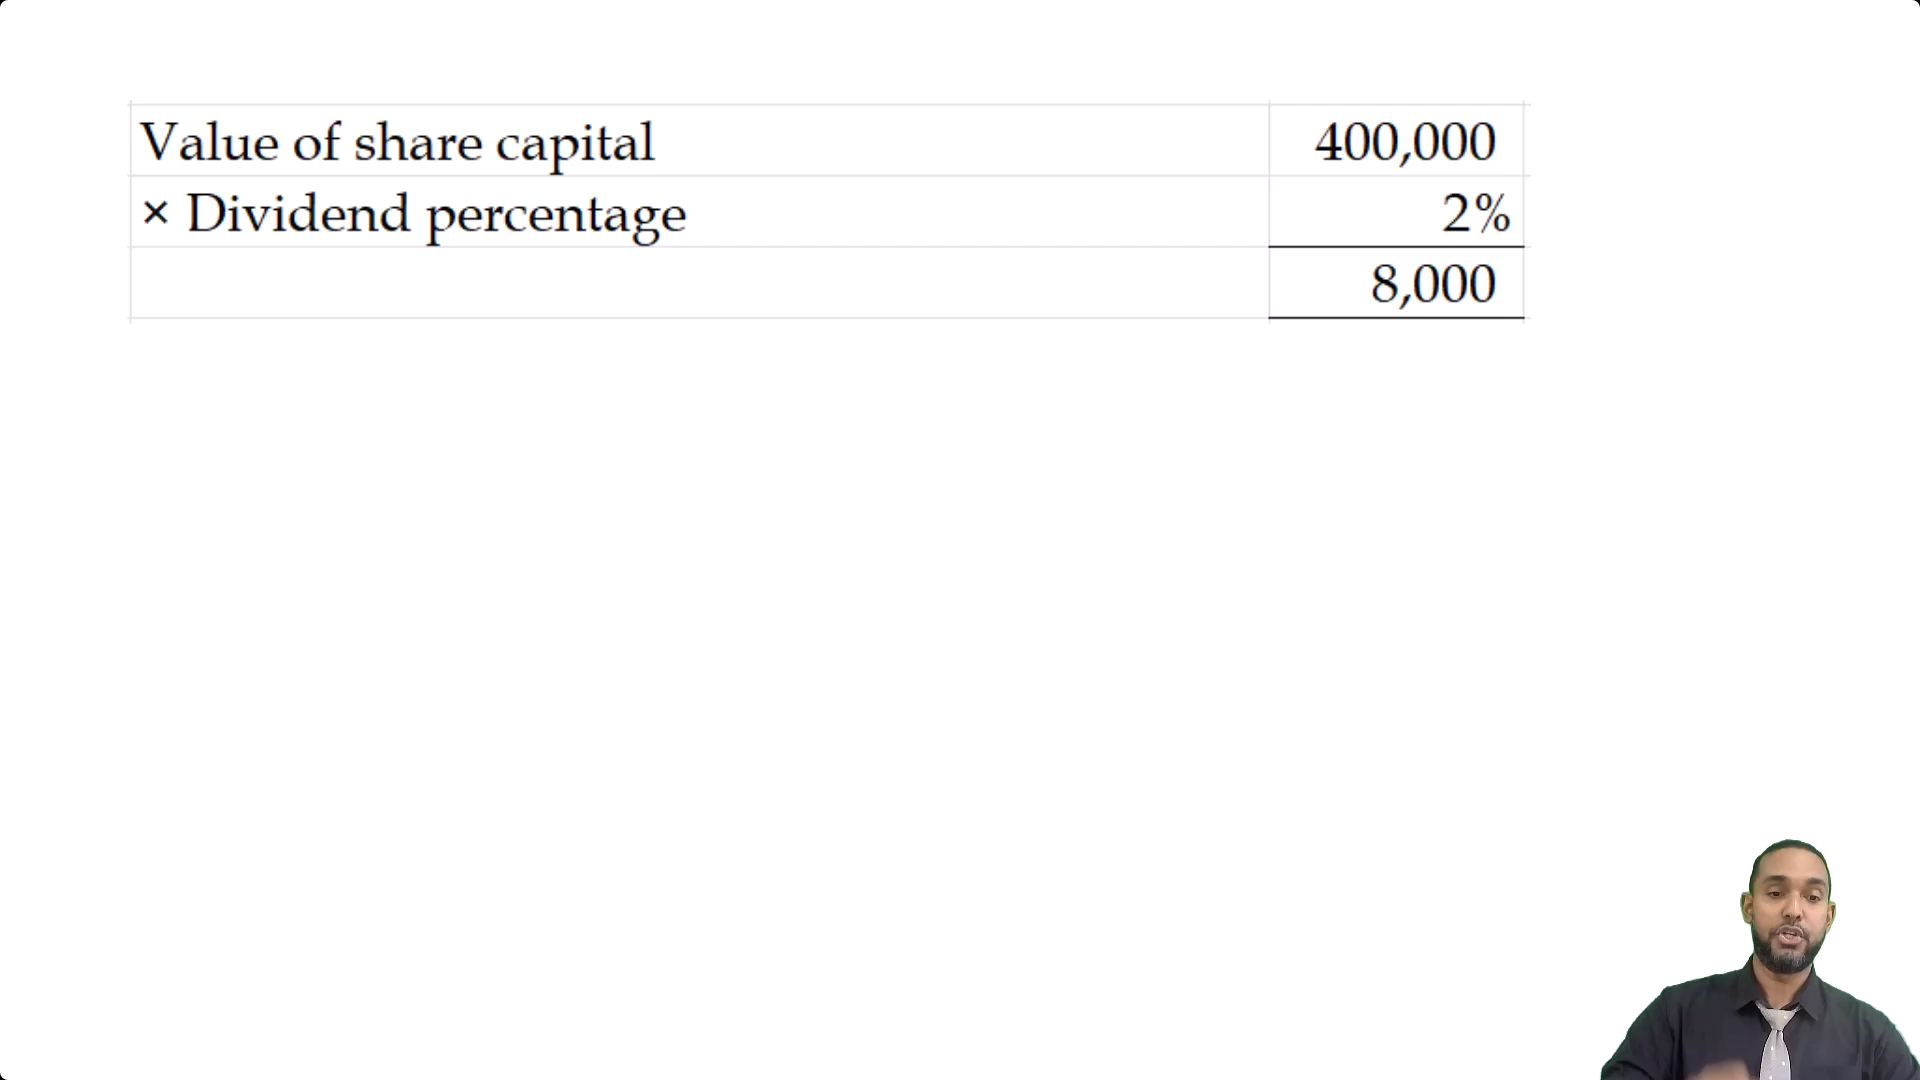 Value of share capital 400,000
× Dividend percentage 2%
8,000